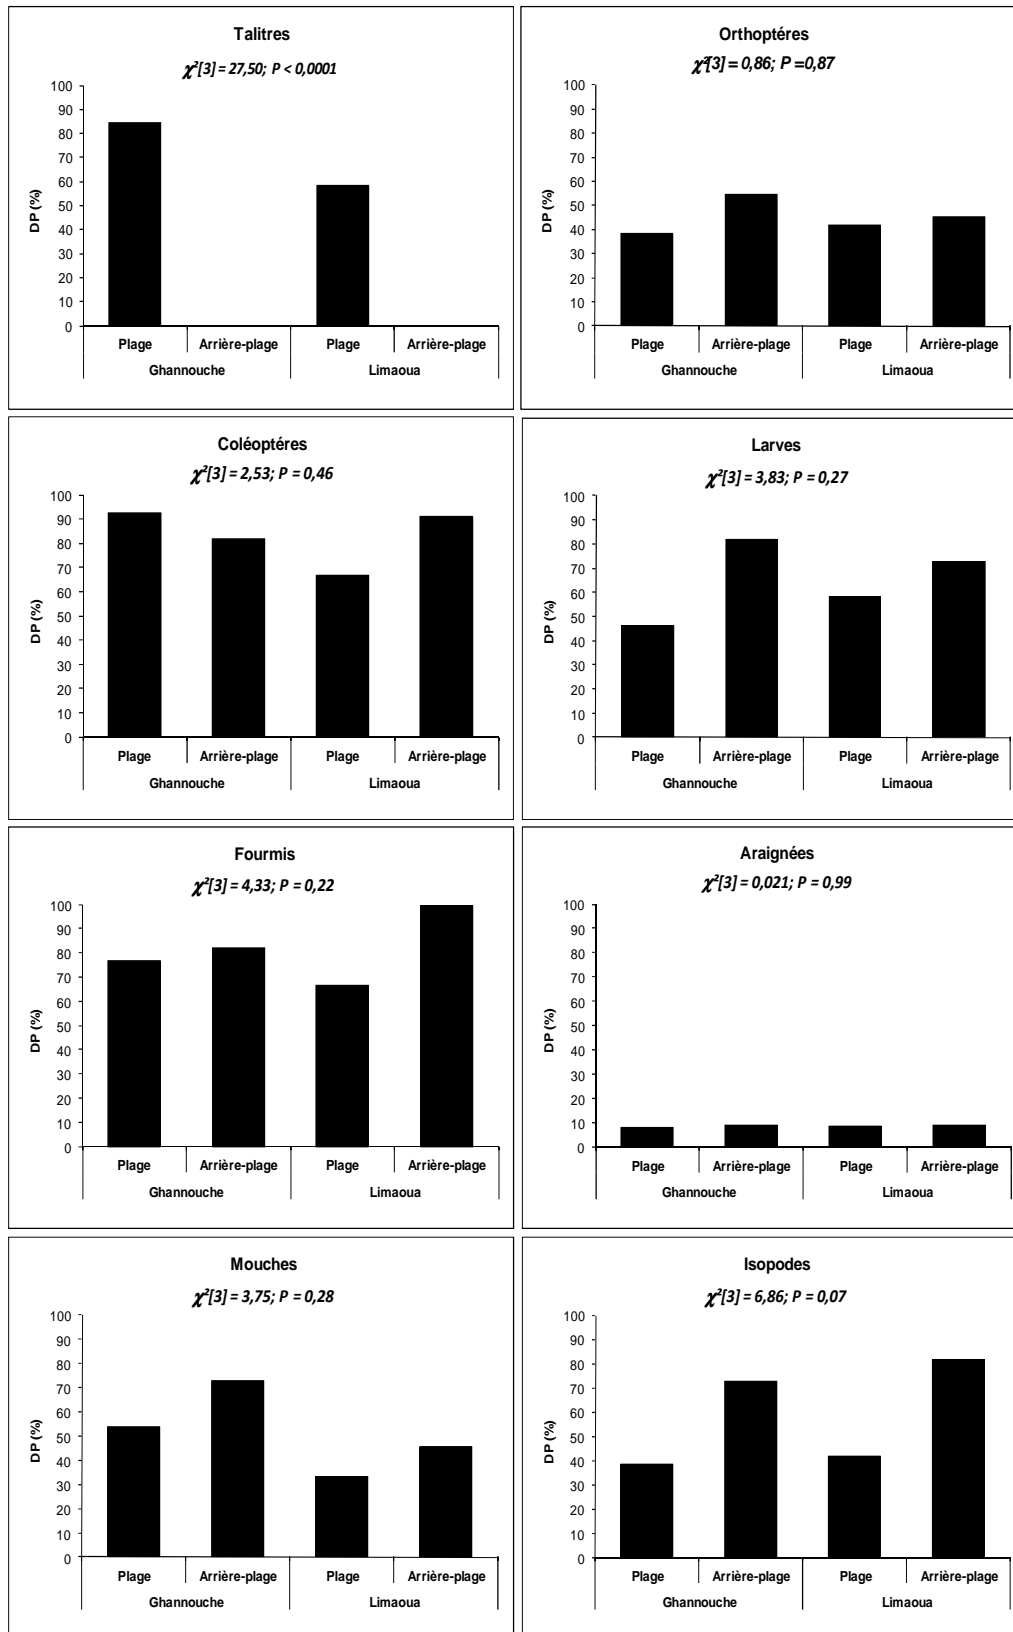 Talitres
χ²[3] = 27,50; P < 0,0001
DP (%)
100
90
80
70
60
50
40
30
20
10
0
Plage Arrière-plage Plage Arrière-plage
Ghannouche Limaoua
Orthoptéres
χ²[3] = 0,86; P =0,87
DP (%)
100
90
80
70
60
50
40
30
20
10
0
Plage Arrière-plage Plage Arrière-plage
Ghannouche Limaoua
Coléoptéres
χ²[3] = 2,53; P = 0,46
DP (%)
100
90
80
70
60
50
40
30
20
10
0
Plage Arrière-plage Plage Arrière-plage
Ghannouche Limaoua
Larves
χ²[3] = 3,83; P = 0,27
DP (%)
100
90
80
70
60
50
40
30
20
10
0
Plage Arrière-plage Plage Arrière-plage
Ghannouche Limaoua
Fourmis
χ²[3] = 4,33; P = 0,22
DP (%)
100
90
80
70
60
50
40
30
20
10
0
Plage Arrière-plage Plage Arrière-plage
Ghannouche Limaoua
Araignées
χ²[3] = 0,021; P = 0,99
DP (%)
100
90
80
70
60
50
40
30
20
10
0
Plage Arrière-plage Plage Arrière-plage
Ghannouche Limaoua
Mouches
χ²[3] = 3,75; P = 0,28
DP (%)
100
90
80
70
60
50
40
30
20
10
0
Plage Arrière-plage Plage Arrière-plage
Ghannouche Limaoua
Isopodes
χ²[3] = 6,86; P = 0,07
DP (%)
100
90
80
70
60
50
40
30
20
10
0
Plage Arrière-plage Plage Arrière-plage
Ghannouche Limaoua